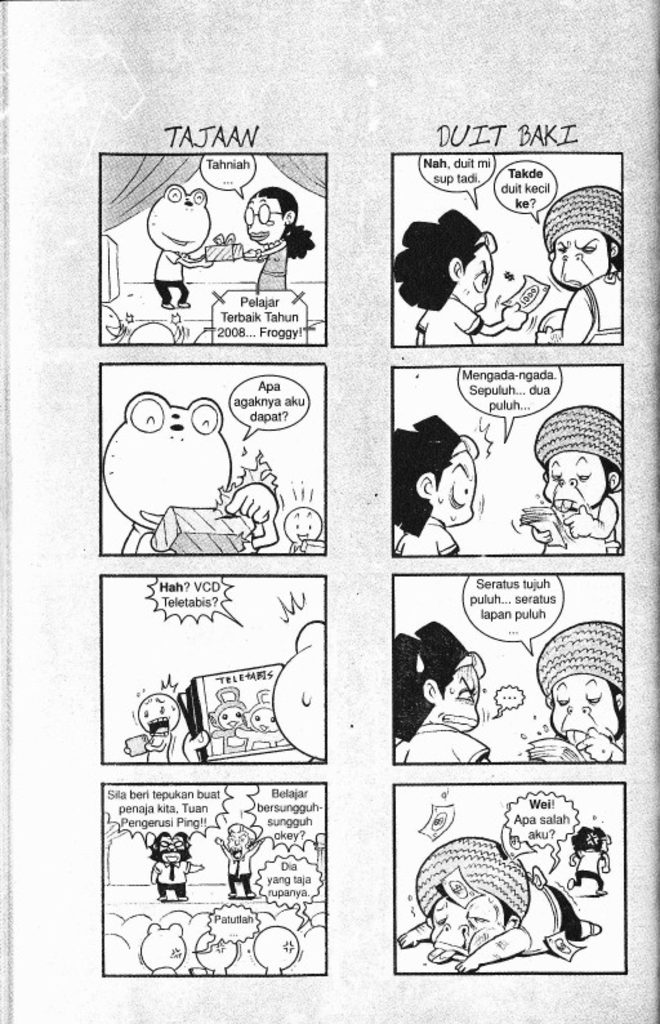 TAJAAN
Tahniah
...
Pelajar
Terbaik Tahun
2008... Froggy!"
Apa
agaknya aku
dapat?
Hah? VCD
Teletabis?
TELETABIS
Sila beri tepukan buat
penaja kita, Tuan
Pengerusi Ping!!
Belajar
bersungguh-
sungguh
okey?
Dia
yang taja
rupanya.
Patutlah
...
DUIT BAKI
Nah, duit mi
sup tadi.
Takde
duit kecil
ke?
1000
Mengada-ngada.
Sepuluh... dua
puluh...
Seratus tujuh
puluh... seratus
lapan puluh
...
...
Wei!
Apa salah
aku?